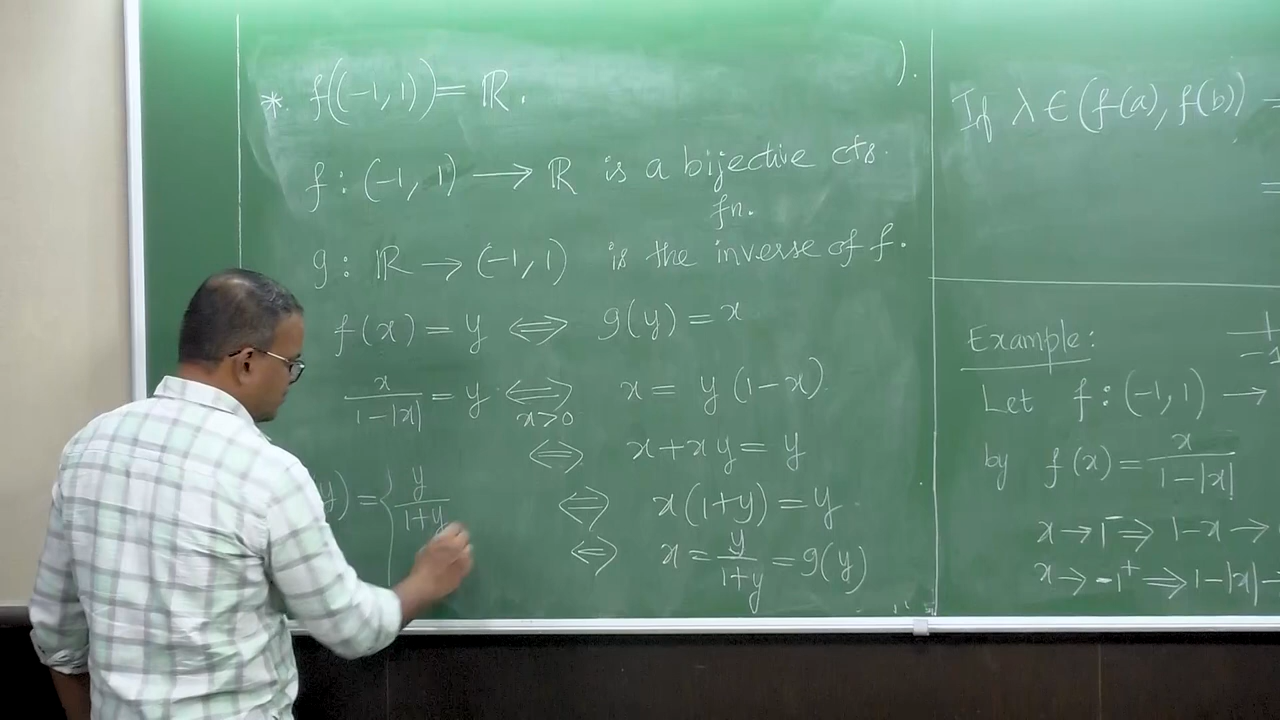 * . f((-1, 1)) = ℝ.
f : (-1, 1) ⟶ ℝ is a bijective cts.
fn.
g : ℝ → (-1, 1) is the inverse of f.
f(x) = y ⟺ g(y) = x
x/(1-|x|) = y ⟺ x = y (1-x)
x>0
⟺ x + xy = y
y) = { y/(1+y)
⟺ x(1+y) = y
⟺ x = y/(1+y) = g(y)
).
If λ ∈ (f(a), f(b))
Example:
-1
Let f : (-1, 1) →
by f(x) = x/(1-|x|)
x → 1⁻ ⇒ 1-x →
x → -1⁺ ⇒ 1-|x| →